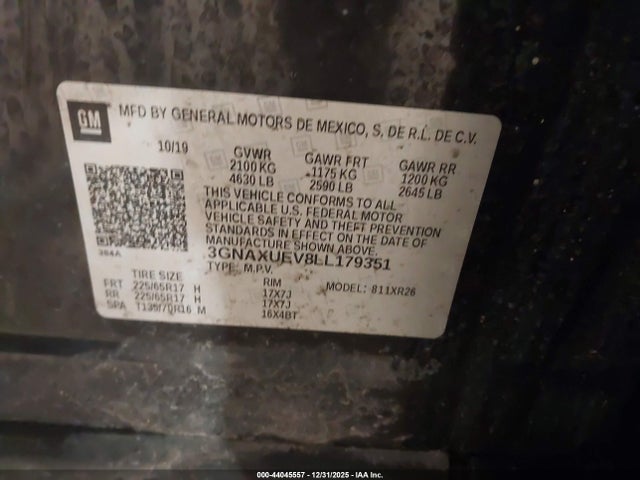 GM
MFD BY GENERAL MOTORS DE MEXICO, S. DE R.L. DE C.V.
10/19 GVWR GAWR FRT GAWR RR
2100 KG 1175 KG 1200 KG
4630 LB 2590 LB 2645 LB
THIS VEHICLE CONFORMS TO ALL
APPLICABLE U.S. FEDERAL MOTOR
VEHICLE SAFETY AND THEFT PREVENTION
STANDARDS IN EFFECT ON THE DATE OF
MANUFACTURE SHOWN ABOVE.
3GNAXUEV8LL179351
TYPE: M.P.V.
TIRE SIZE RIM MODEL: 811XR26
FRT 225/65R17 H 17X7J
RR 225/65R17 H 17X7J
SPA T135/70R16 M 16X4BT
000-44045557 - 12/31/2025 - IAA Inc.